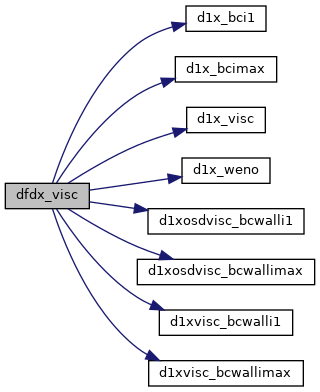 d1x_bci1
d1x_bcimax
d1x_visc
d1x_weno
dfdx_visc
d1xosdvisc_bcwalli1
d1xosdvisc_bcwallimax
d1xvisc_bcwalli1
d1xvisc_bcwallimax